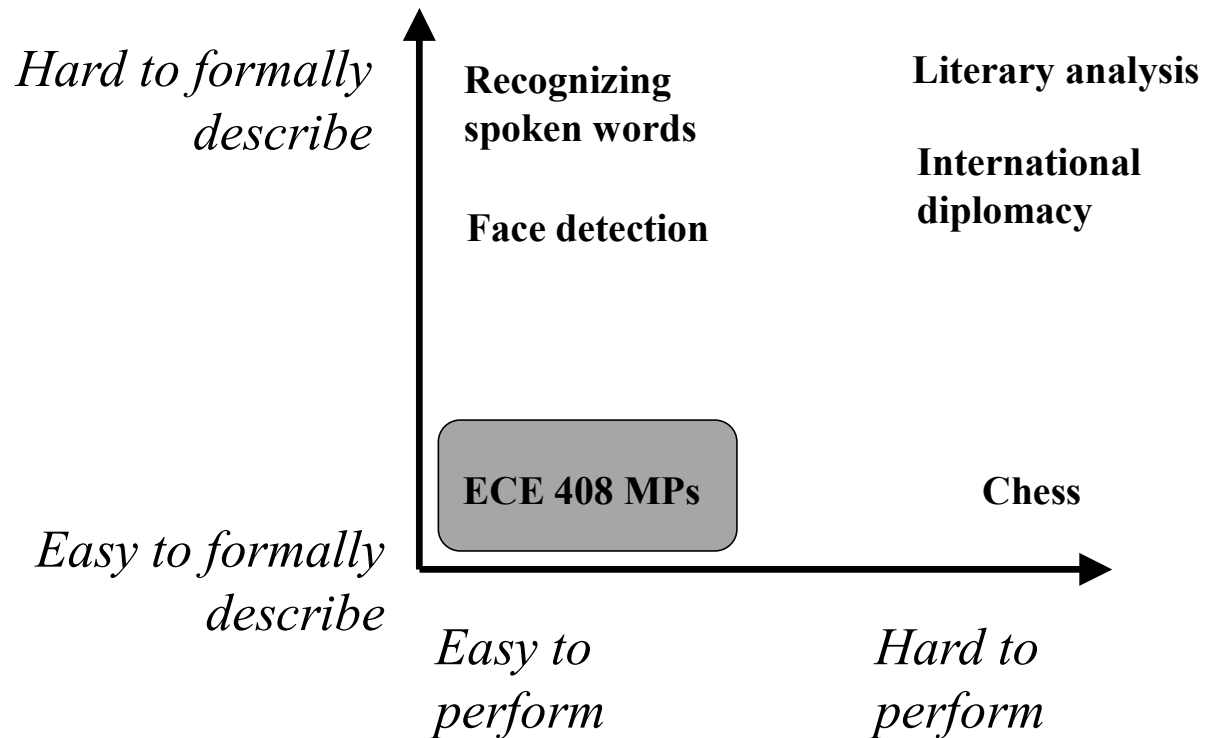 Hard to formally
describe
Recognizing
spoken words
Literary analysis
International
diplomacy
Face detection
ECE 408 MPs
Chess
Easy to formally
describe
Easy to
perform
Hard to
perform